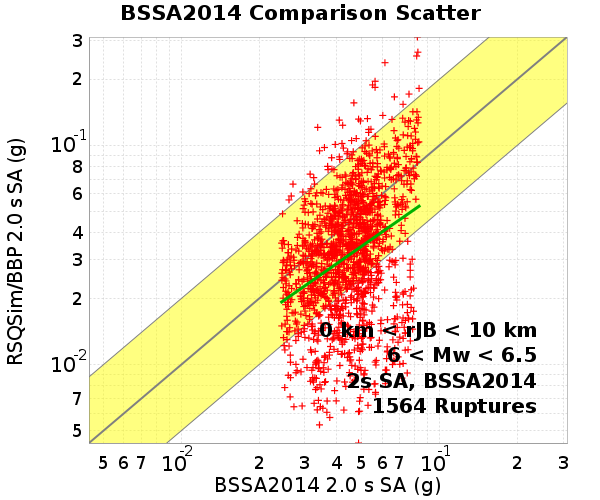 BSSA2014 Comparison Scatter
3
2
10-1
8
6
4
3
2
10-2
7
5
RSQSim/BBP 2.0 s SA (g)
0 km < rJB < 10 km
6 < Mw < 6.5
2s SA, BSSA2014
1564 Ruptures
5 6 7 10-2 2 3 4 5 6 7 10-1 2 3
BSSA2014 2.0 s SA (g)